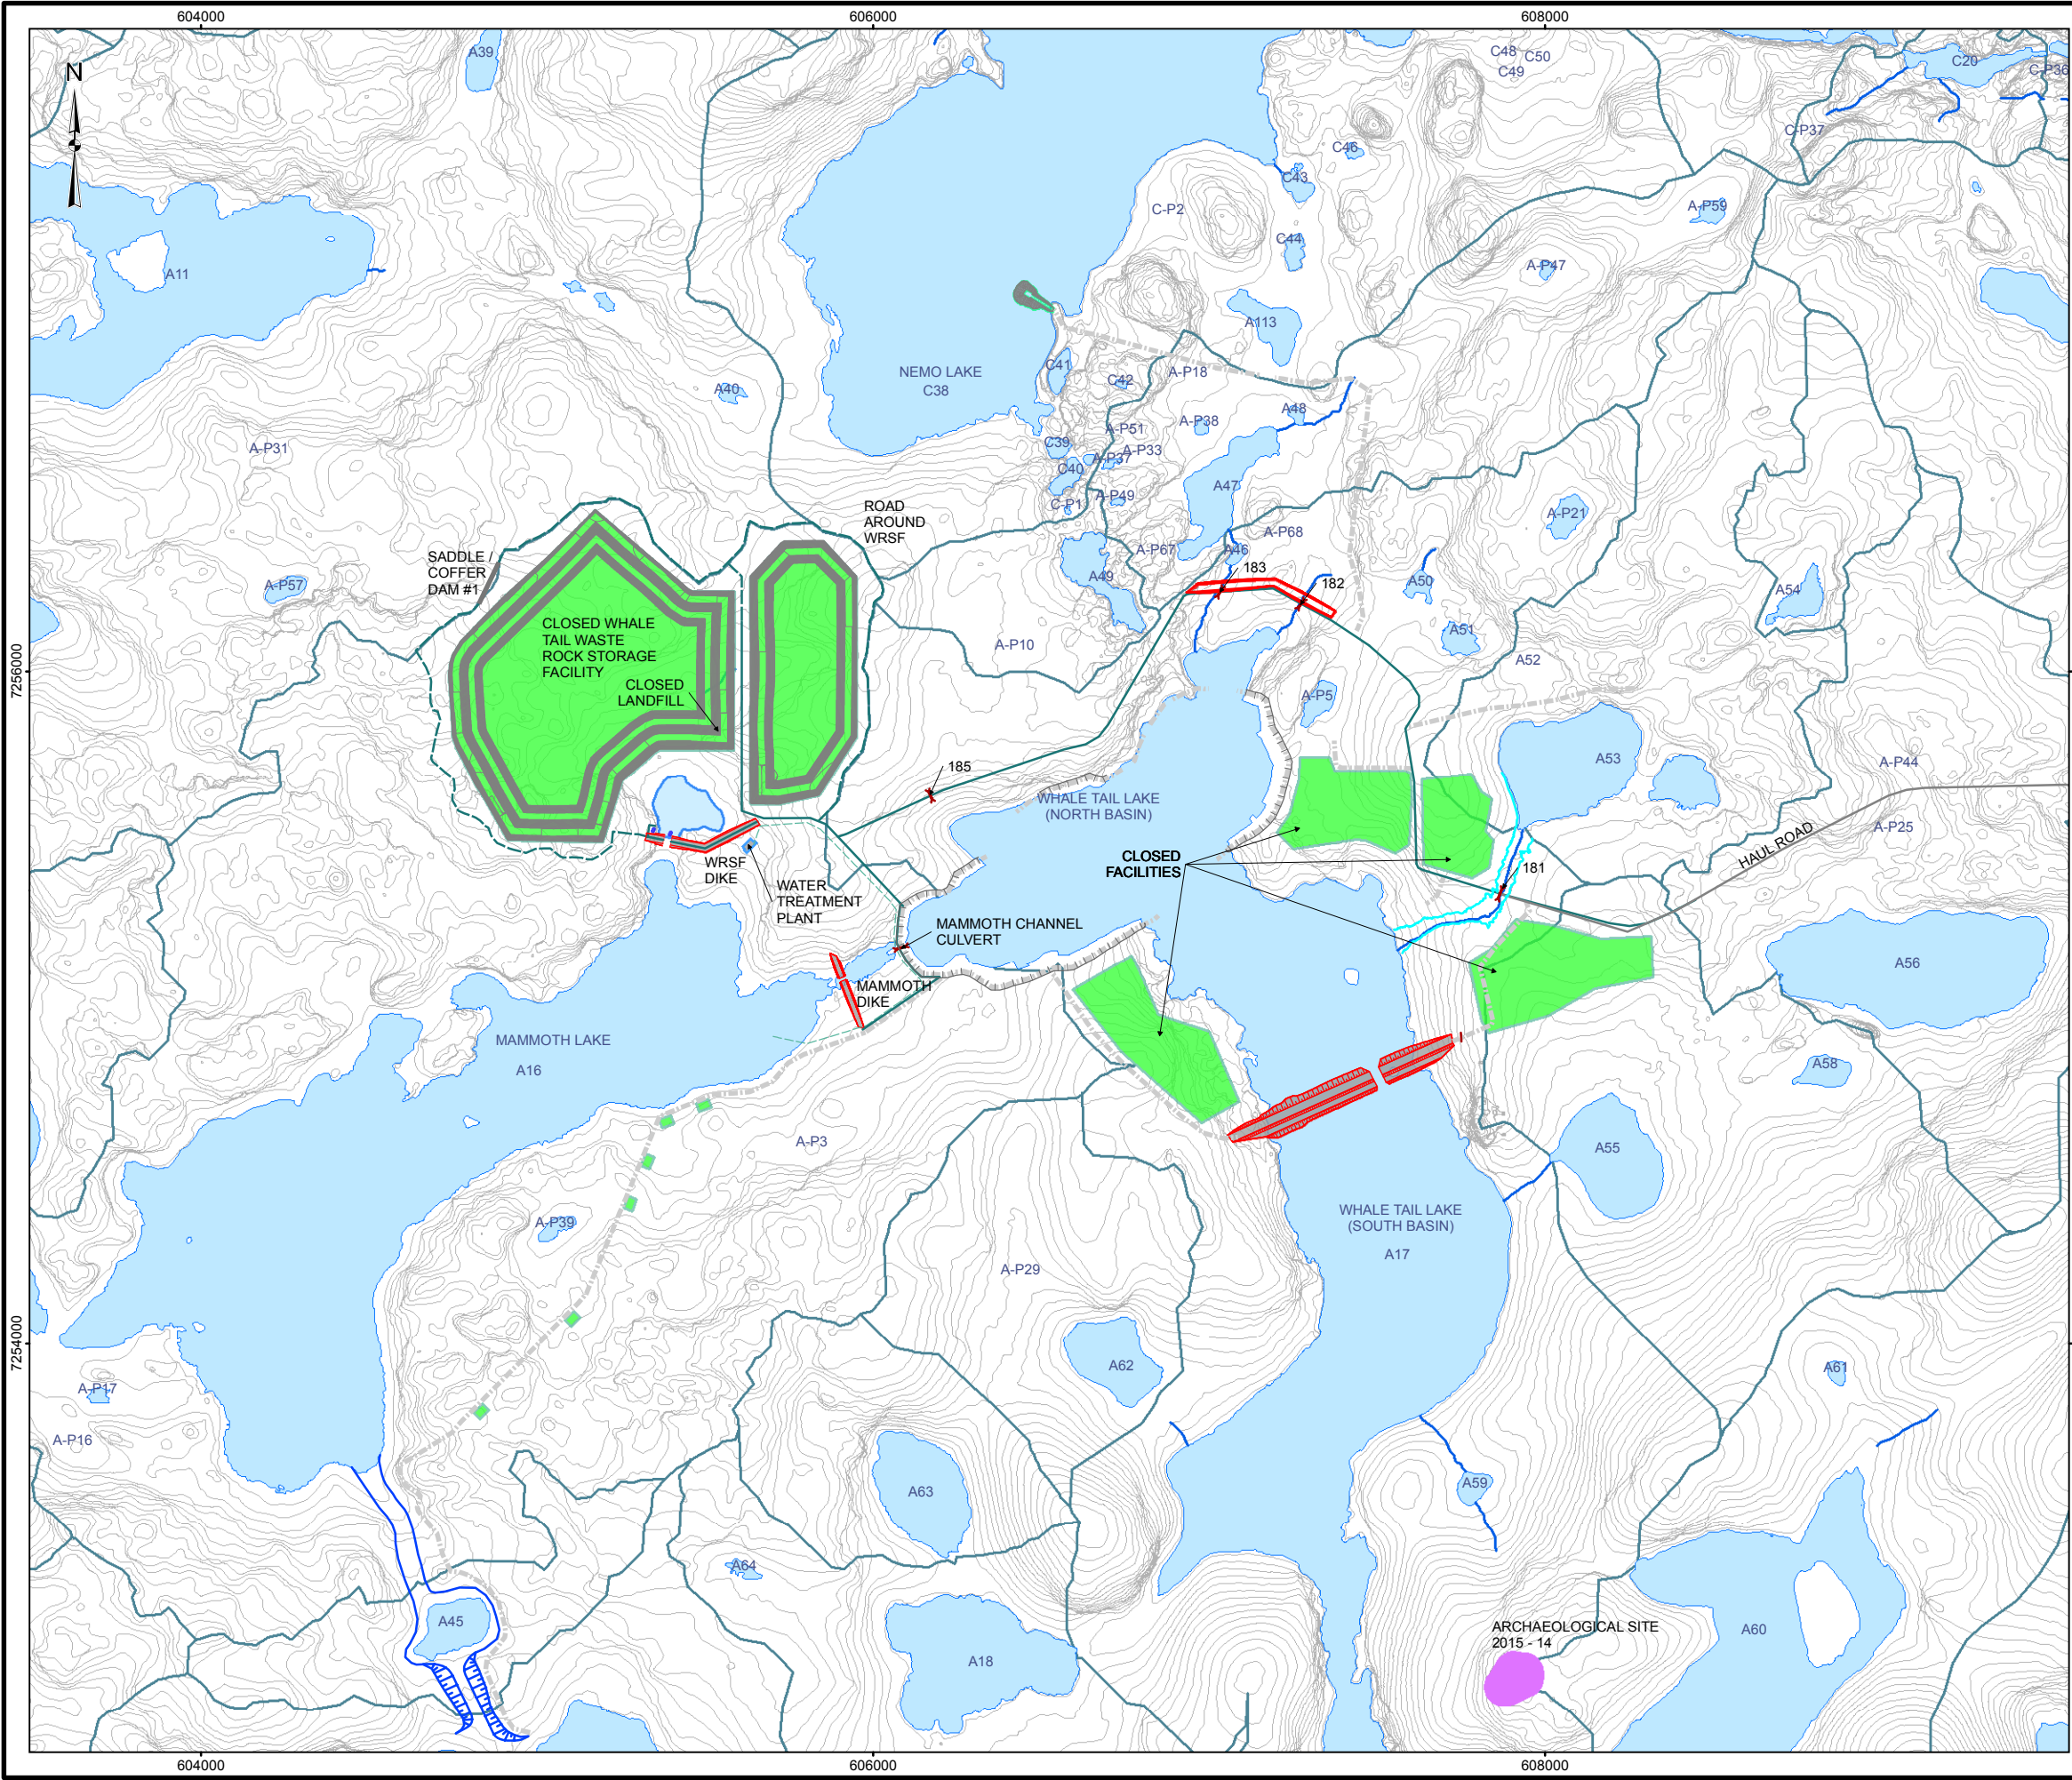 604000
606000
608000
A39
C48
C50
C49
C20
C-P36
N
C-P37
C46
C43
C-P2
A-P59
C44
A11
A-P47
A113
NEMO LAKE
C38
C41
C42
A-P18
A40
A48
A-P38
A-P51
A-P31
C39
A-P33
A-P37
C40
A47
A-P49
C-P1
ROAD
AROUND
WRSF
A-P21
A-P68
SADDLE /
COFFER
DAM #1
A-P67
A46
183
182
A-P57
A49
A50
A54
CLOSED WHALE
TAIL WASTE
ROCK STORAGE
FACILITY
A51
A-P10
A52
7256000
CLOSED
LANDFILL
A-P5
A53
A-P44
185
WHALE TAIL LAKE
(NORTH BASIN)
A-P25
HAUL ROAD
CLOSED
FACILITIES
WRSF
DIKE
181
WATER
TREATMENT
PLANT
MAMMOTH CHANNEL
CULVERT
A56
MAMMOTH
DIKE
MAMMOTH LAKE
A16
A58
A-P3
A55
A-P39
WHALE TAIL LAKE
(SOUTH BASIN)
A17
A-P29
7254000
A62
A61
A-P17
A-P16
A59
A63
A64
A45
ARCHAEOLOGICAL SITE
2015 - 14
A60
A18
604000
606000
608000